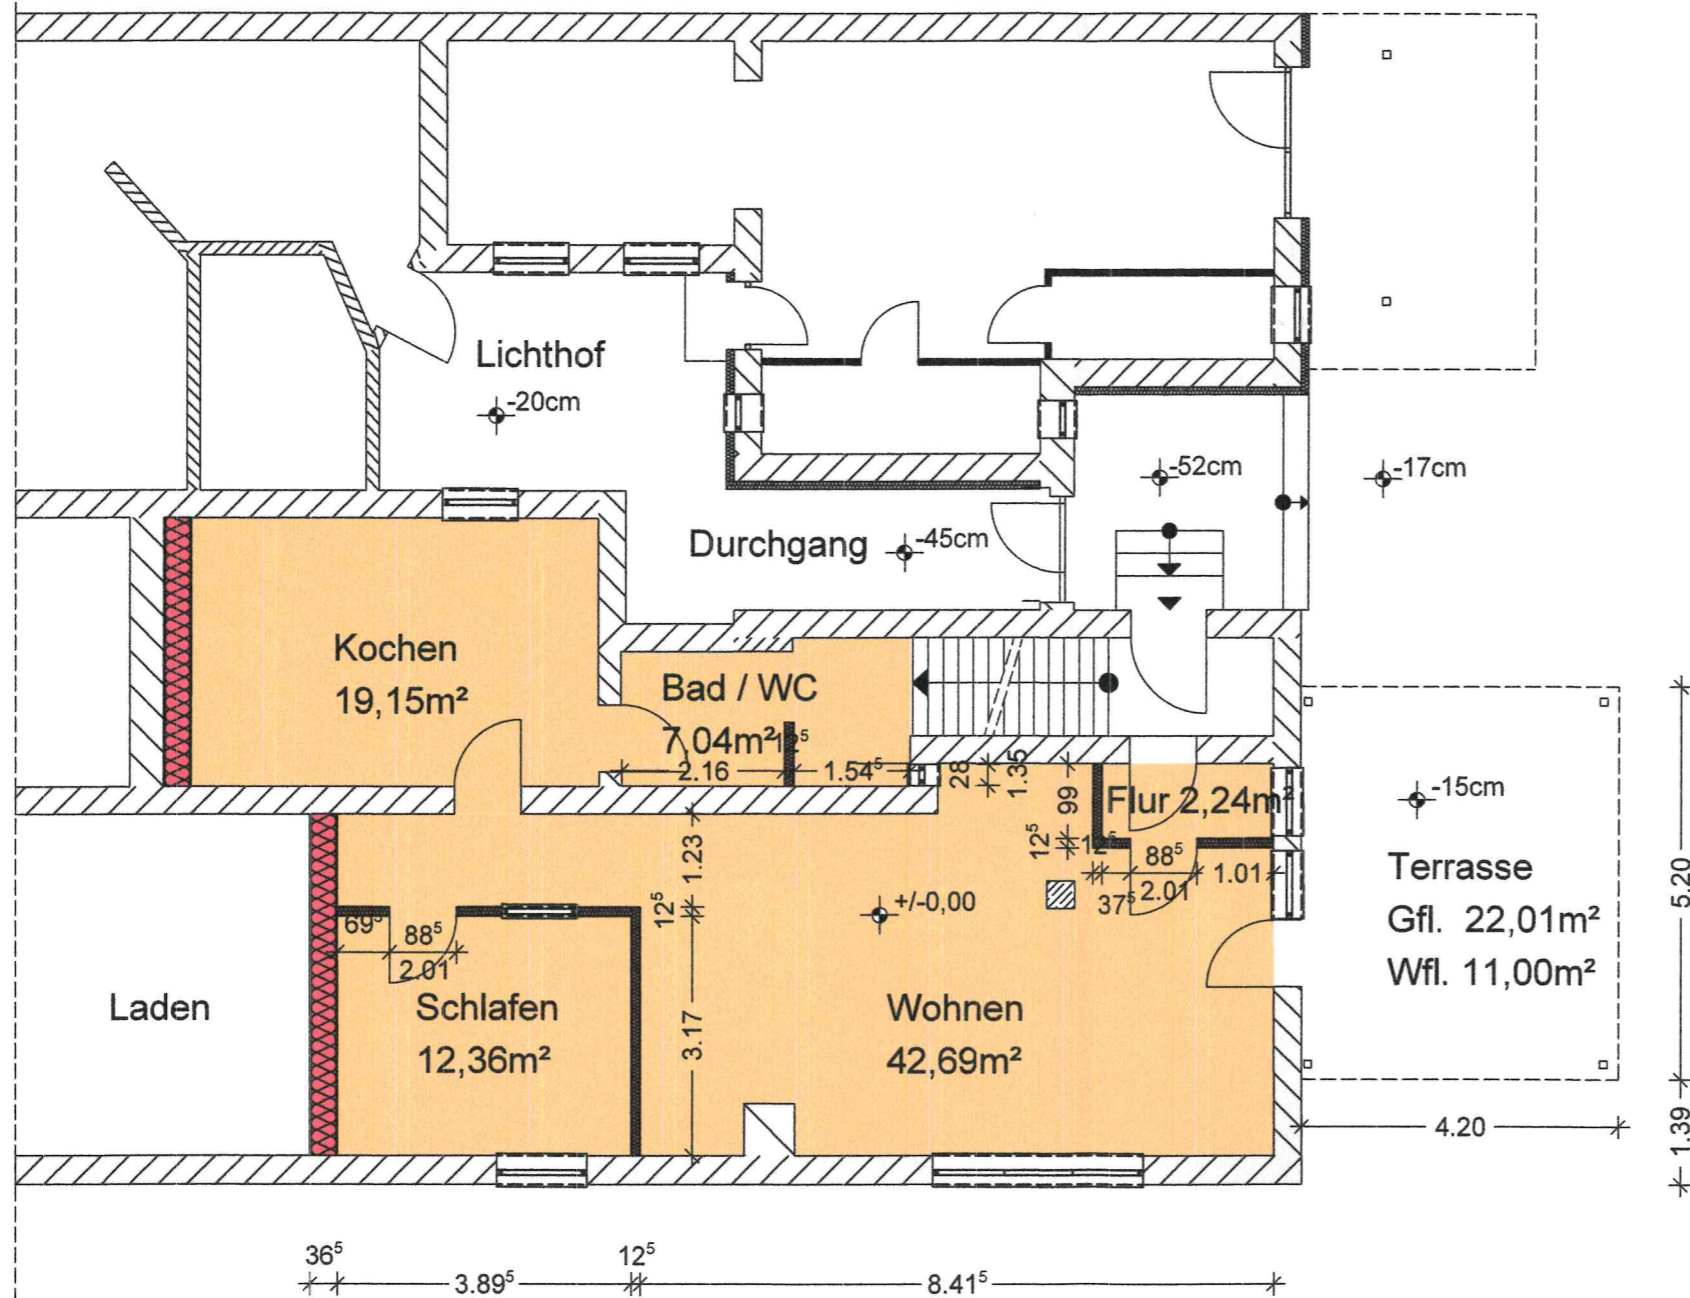 Lichthof
-20cm
-52cm
-17cm
Durchgang
-45cm
Kochen
19,15m²
Bad / WC
7,04m²
12⁵
2.16
1.54⁵
28
1.35
99
Flur 2,24m²
-15cm
12⁵
12⁵
88⁵
2.01
1.01
37⁵
Terrasse
Gfl. 22,01m²
Wfl. 11,00m²
5.20
1.23
12⁵
+/-0,00
69⁵
88⁵
2.01
Laden
Schlafen
12,36m²
3.17
Wohnen
42,69m²
4.20
1.39
36⁵
3.89⁵
12⁵
8.41⁵